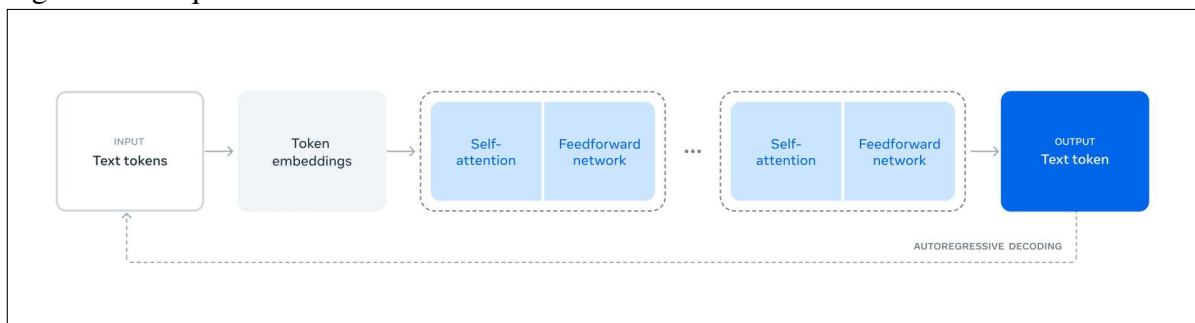 INPUT
Text tokens
Token
embeddings
Self-
attention
Feedforward
network
...
Self-
attention
Feedforward
network
OUTPUT
Text token
AUTOREGRESSIVE DECODING